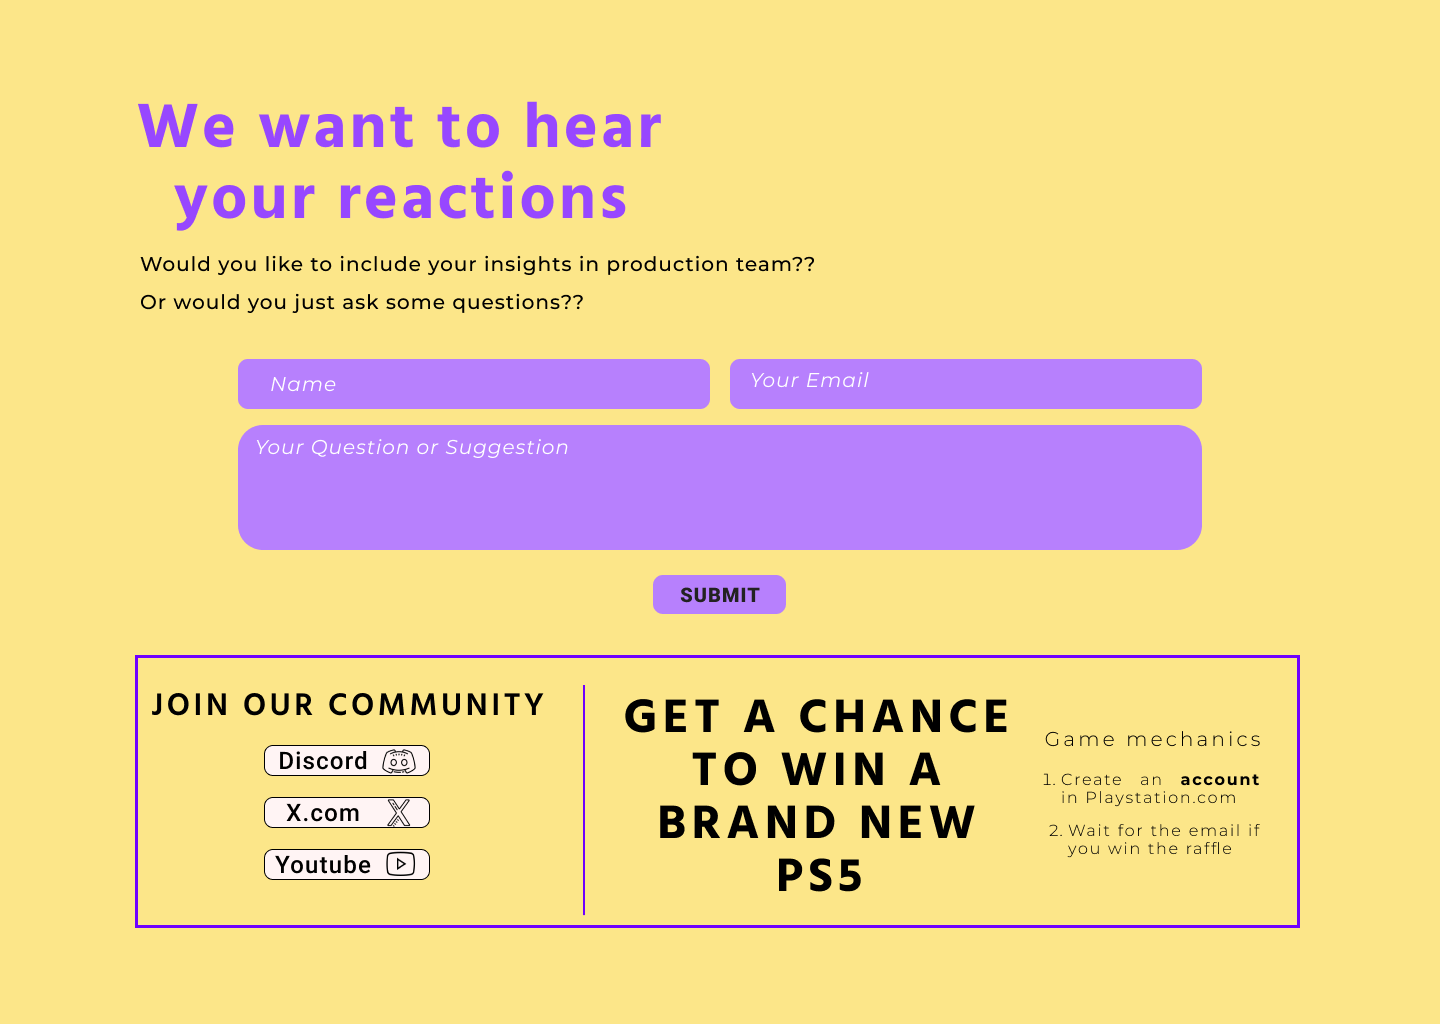 We want to hear
your reactions
Would you like to include your insights in production team??
Or would you just ask some questions??
Name
Your Email
Your Question or Suggestion
SUBMIT
JOIN OUR COMMUNITY
Discord
X.com
Youtube
GET A CHANCE
TO WIN A
BRAND NEW
PS5
Game mechanics
1. Create an account
in Playstation.com
2. Wait for the email if
you win the raffle